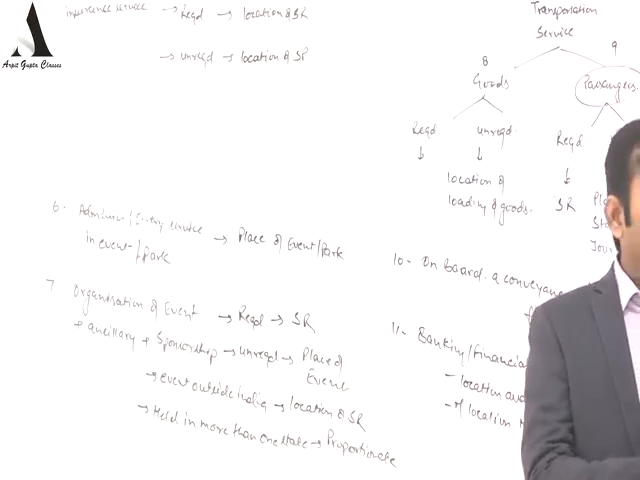 Arpit Gupta Classes
insurance service → Regd → location of SR
→ unregd → location of SP
Transportation
Service
8
9
Goods
Passengers
Regd
unregd.
Regd
location of
loading of goods.
SR
6.
service
in event/Park
→ Place of Event/Park
7.
Organisation of Event
→ Regd → SR
+ ancillary + Sponsorship
→ unregd → Place of
Event
→ event outside India → location of SR
→ Held in more than one state → Proportionate
10- On board a conveyance
11- Banking/Financial
- location
- If location